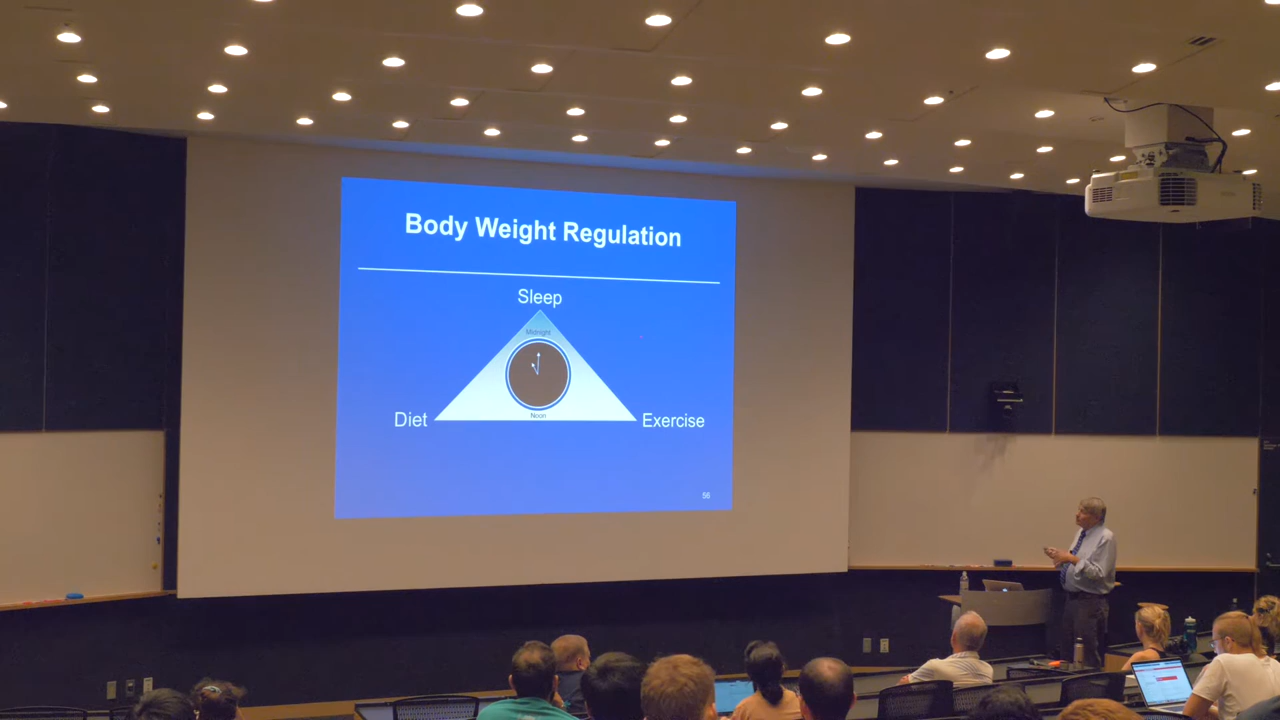 Body Weight Regulation
Sleep
Midnight
Noon
Diet
Exercise
56